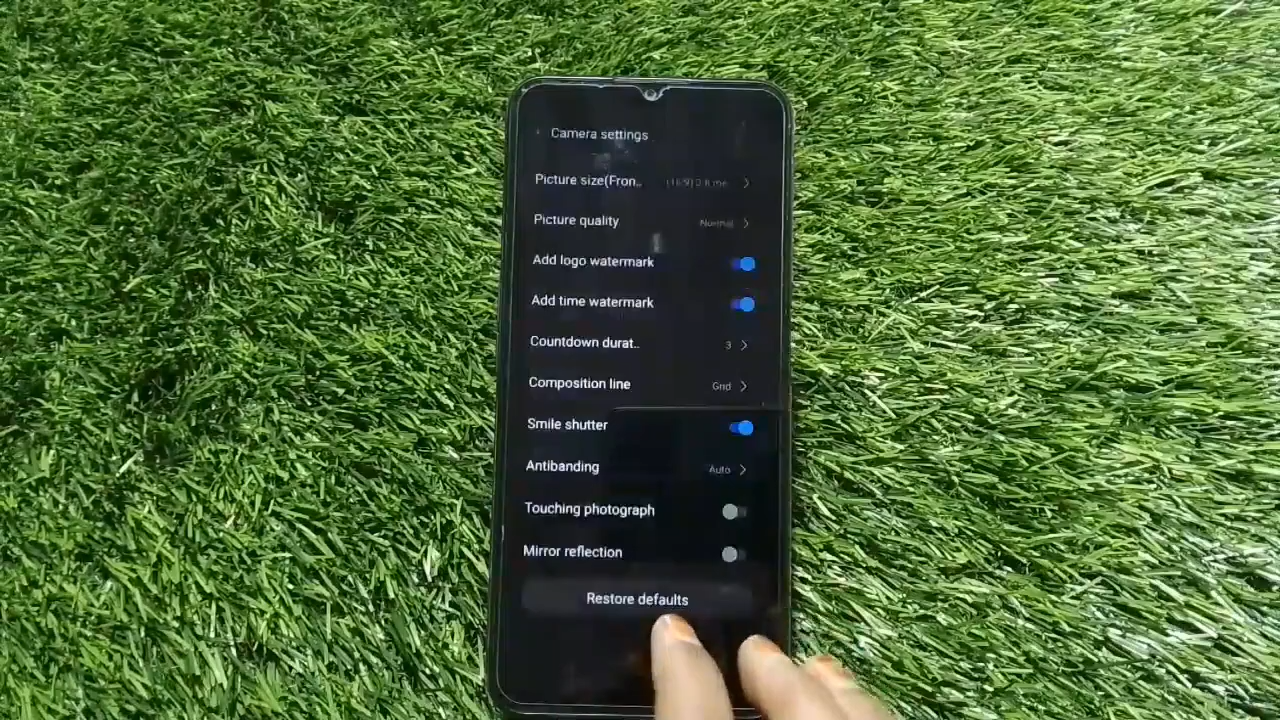 Camera settings
Picture size(Fron..
Picture quality Normal
Add logo watermark
Add time watermark
Countdown durat.. 3
Composition line Grid
Smile shutter
Antibanding Auto
Touching photograph
Mirror reflection
Restore defaults